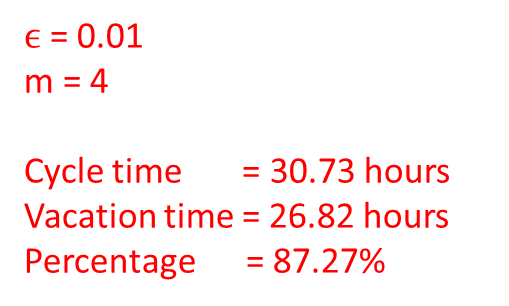 ϵ = 0.01
m = 4
Cycle time = 30.73 hours
Vacation time = 26.82 hours
Percentage = 87.27%